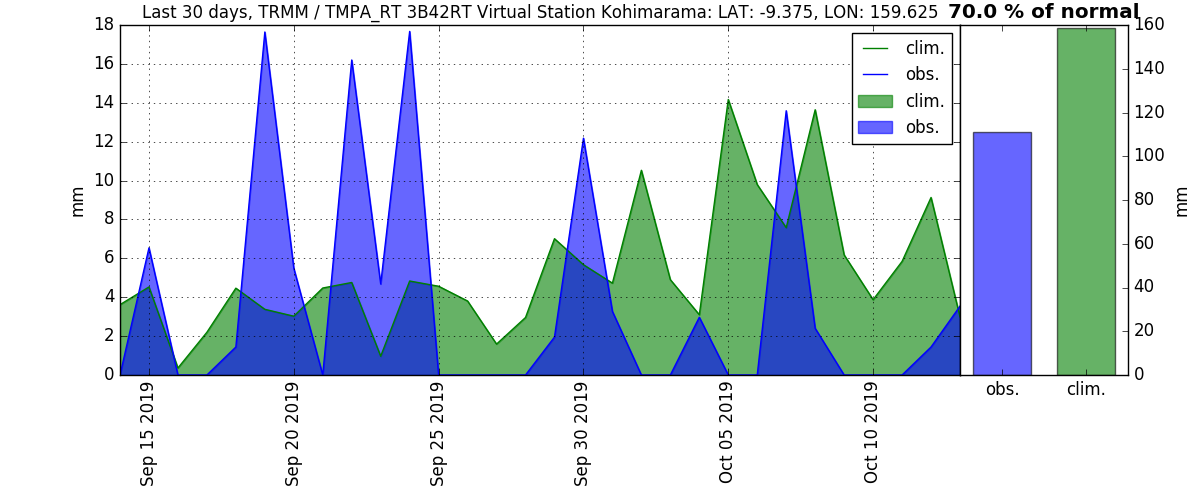 Last 30 days, TRMM / TMPA_RT 3B42RT Virtual Station Kohimarama: LAT: -9.375, LON: 159.625 70.0 % of normal
18
16
14
12
10
8
6
4
2
0
mm
clim.
obs.
clim.
obs.
Sep 15 2019
Sep 20 2019
Sep 25 2019
Sep 30 2019
Oct 05 2019
Oct 10 2019
160
140
120
100
80
60
40
20
0
mm
obs. clim.